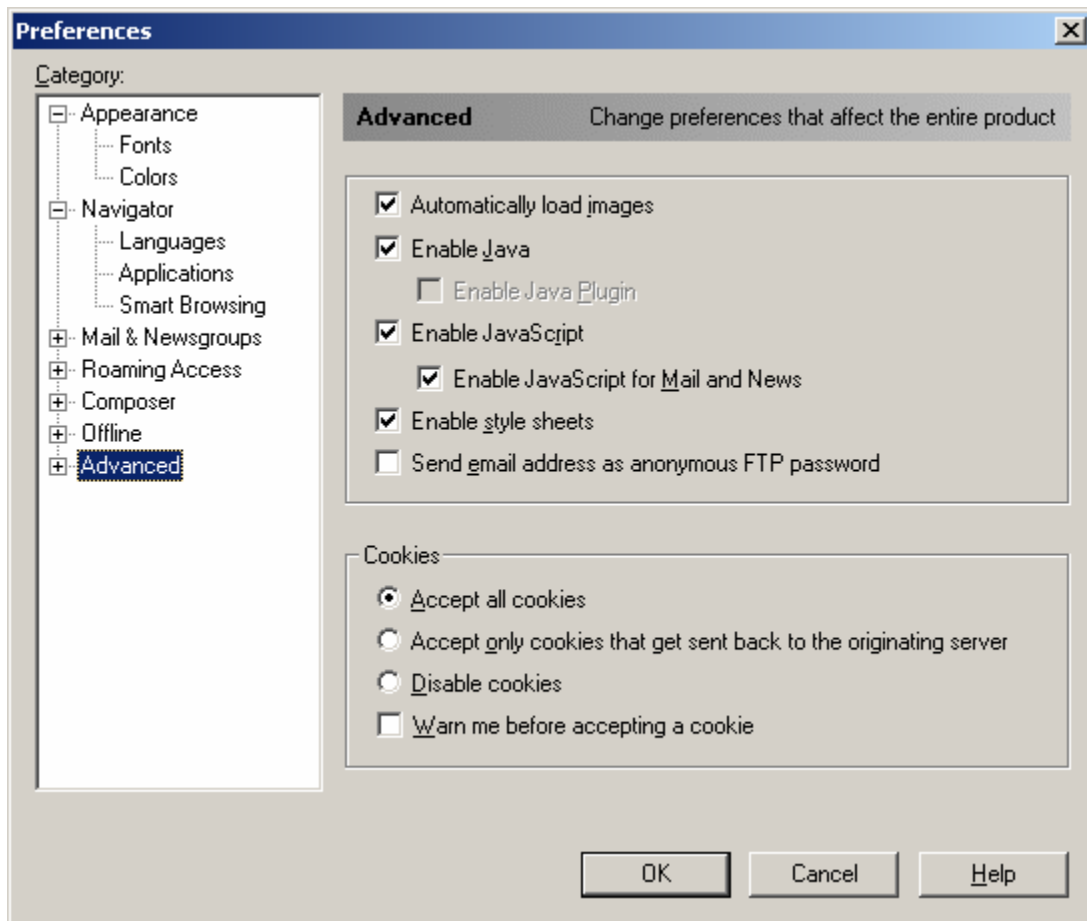 Preferences
Category:
Appearance
Fonts
Colors
Navigator
Languages
Applications
Smart Browsing
Mail & Newsgroups
Roaming Access
Composer
Offline
Advanced
Advanced Change preferences that affect the entire product
Automatically load images
Enable Java
Enable Java Plugin
Enable JavaScript
Enable JavaScript for Mail and News
Enable style sheets
Send email address as anonymous FTP password
Cookies
Accept all cookies
Accept only cookies that get sent back to the originating server
Disable cookies
Warn me before accepting a cookie
OK Cancel Help